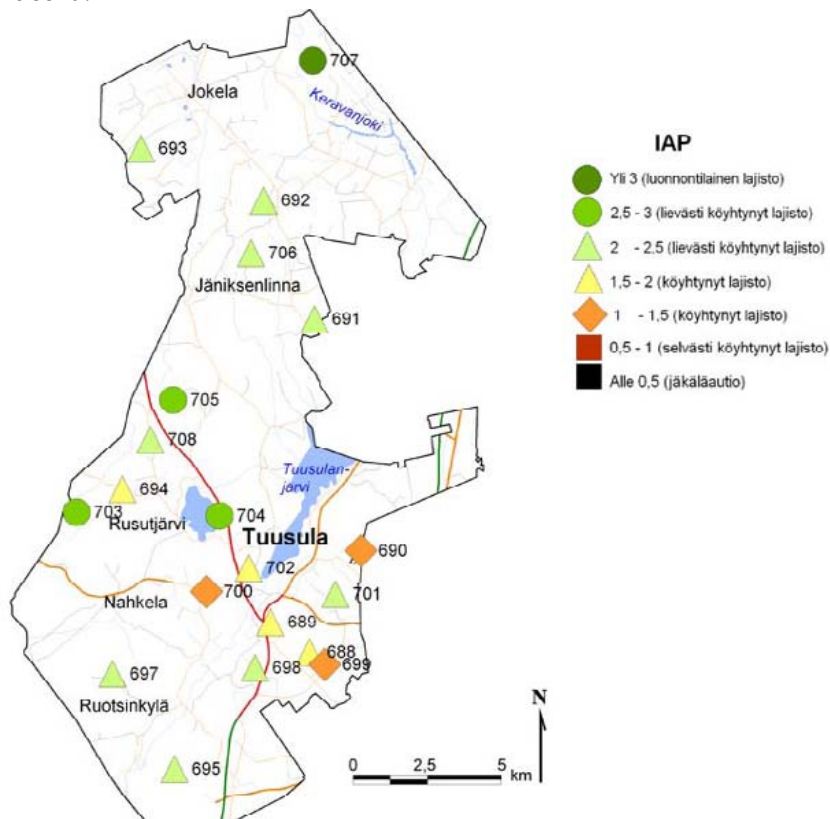 707
Jokela
Keravanjoki
693
692
706
Jäniksenlinna
691
705
708
Tuusulan-
järvi
694
703
704
Rusutjärvi
Tuusula
690
702
700
701
Nahkela
689
688
699
697
698
Ruotsinkylä
695
N
0 2,5 5
km
IAP
Yli 3 (luonnontilainen lajisto)
2,5 - 3 (lievästi köyhtynyt lajisto)
2 - 2,5 (lievästi köyhtynyt lajisto)
1,5 - 2 (köyhtynyt lajisto)
1 - 1,5 (köyhtynyt lajisto)
0,5 - 1 (selvästi köyhtynyt lajisto)
Alle 0,5 (jäkäläautio)